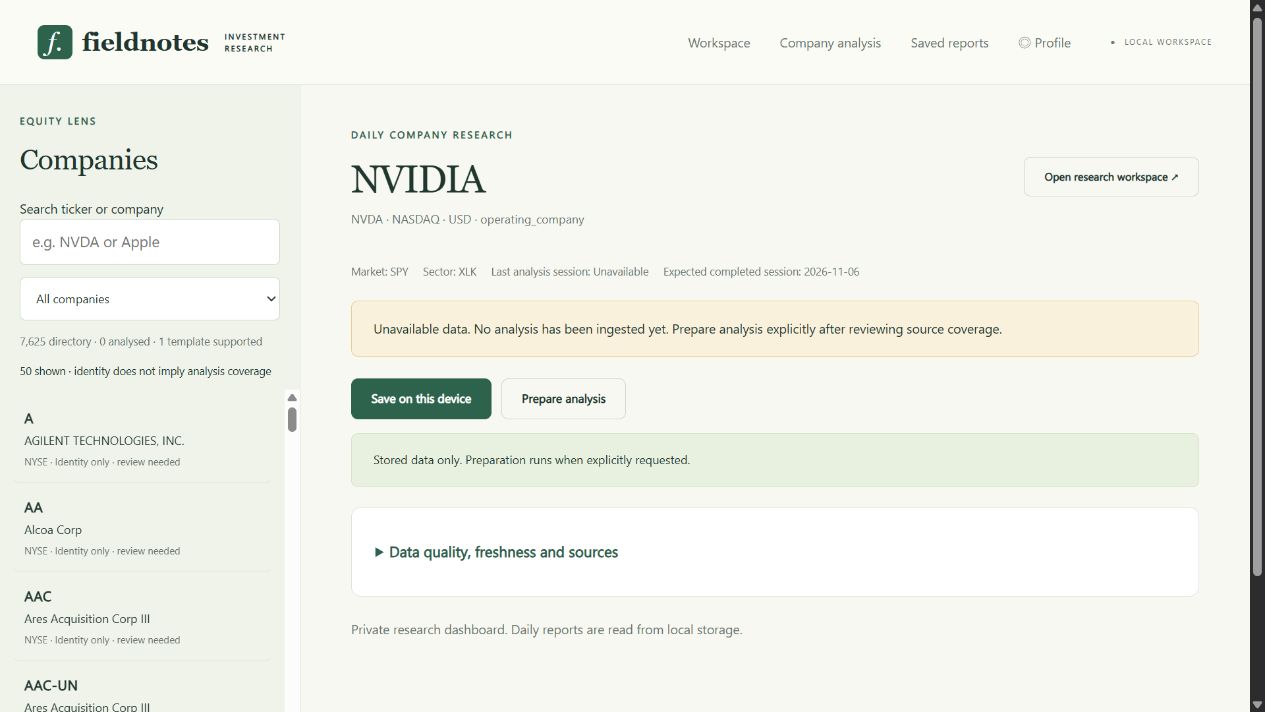 f. fieldnotes
INVESTMENT
RESEARCH
Workspace
Company analysis
Saved reports
Profile
• LOCAL WORKSPACE
EQUITY LENS
Companies
Search ticker or company
e.g. NVDA or Apple
All companies
7,625 directory · 0 analysed · 1 template supported
50 shown · identity does not imply analysis coverage
A
AGILENT TECHNOLOGIES, INC.
NYSE · Identity only · review needed
AA
Alcoa Corp
NYSE · Identity only · review needed
AAC
Ares Acquisition Corp III
NYSE · Identity only · review needed
AAC-UN
Ares Acquisition Corp III
DAILY COMPANY RESEARCH
NVIDIA
NVDA · NASDAQ · USD · operating_company
Open research workspace ↗
Market: SPY Sector: XLK Last analysis session: Unavailable Expected completed session: 2026-11-06
Unavailable data. No analysis has been ingested yet. Prepare analysis explicitly after reviewing source coverage.
Save on this device
Prepare analysis
Stored data only. Preparation runs when explicitly requested.
Data quality, freshness and sources
Private research dashboard. Daily reports are read from local storage.